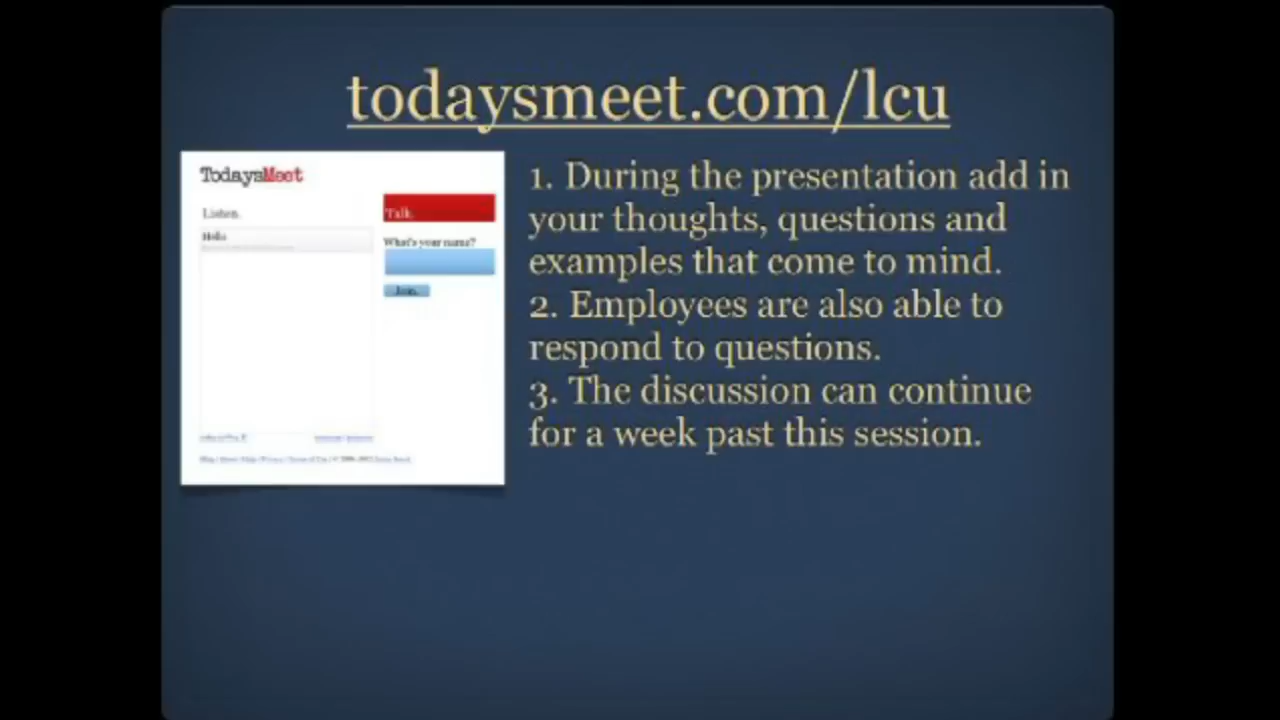 todaysmeet.com/lcu
TodaysMeet
Listen.
Talk.
Hello
What's your name?
Join.
1. During the presentation add in
your thoughts, questions and
examples that come to mind.
2. Employees are also able to
respond to questions.
3. The discussion can continue
for a week past this session.